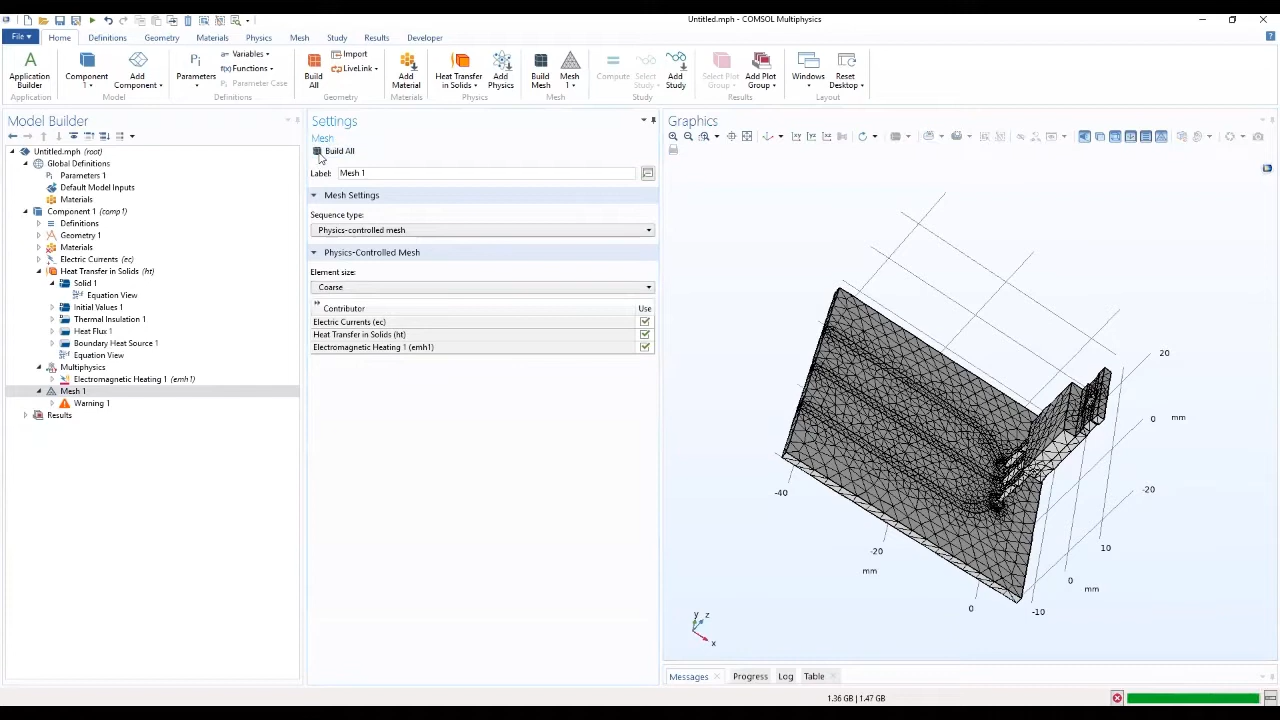 Untitled.mph - COMSOL Multiphysics
File
Home
Definitions
Geometry
Materials
Physics
Mesh
Study
Results
Developer
Application Builder
Component 1
Add Component
Parameters
Variables
Functions
Parameter Case
Build All
Import
LiveLink
Add Material
Heat Transfer in Solids
Add Physics
Build Mesh
Mesh 1
Compute
Select Study
Add Study
Select Plot Group
Add Plot Group
Windows
Reset Desktop
Application
Model
Definitions
Geometry
Materials
Physics
Mesh
Study
Results
Layout
Model Builder
Untitled.mph (root)
Global Definitions
Pi Parameters 1
Default Model Inputs
Materials
Component 1 (comp1)
Definitions
Geometry 1
Materials
Electric Currents (ec)
Heat Transfer in Solids (ht)
Solid 1
Equation View
Initial Values 1
Thermal Insulation 1
Heat Flux 1
Boundary Heat Source 1
Equation View
Multiphysics
Electromagnetic Heating 1 (emh1)
Mesh 1
Warning 1
Results
Settings
Mesh
Build All
Label: Mesh 1
Mesh Settings
Sequence type:
Physics-controlled mesh
Physics-Controlled Mesh
Element size:
Coarse
Contributor Use
Electric Currents (ec)
Heat Transfer in Solids (ht)
Electromagnetic Heating 1 (emh1)
Graphics
20
0
mm
-20
-40
-20
mm
10
0
mm
0
-10
y
z
x
Messages
Progress
Log
Table
1.36 GB | 1.47 GB